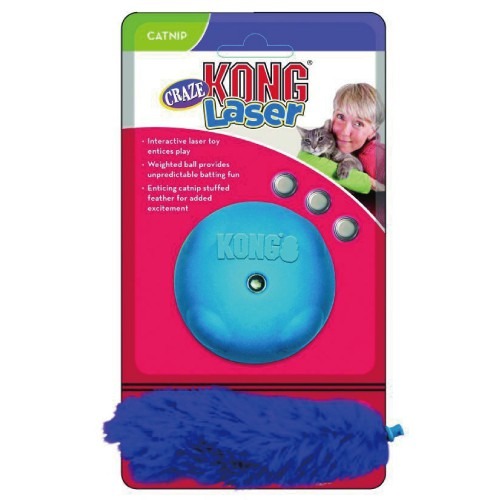 CATNIP
KONG
CRAZE
Laser
• Interactive laser toy
entices play
• Weighted ball provides
unpredictable batting fun
• Enticing catnip stuffed
feather for added
excitement
KONG